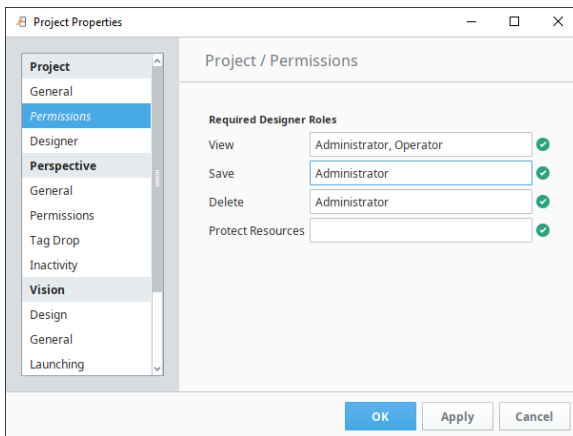 Project Properties
Project
General
Permissions
Designer
Perspective
General
Permissions
Tag Drop
Inactivity
Vision
Design
General
Launching
Project / Permissions
Required Designer Roles
View Administrator, Operator
Save Administrator
Delete Administrator
Protect Resources
OK Apply Cancel